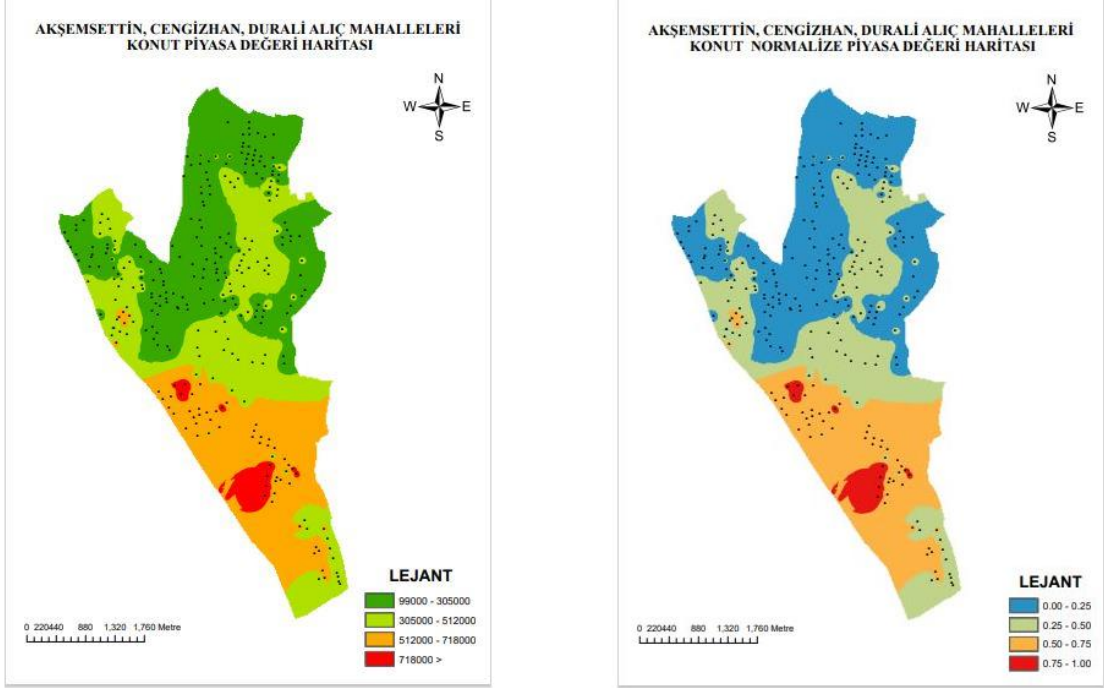 AKŞEMSETTİN, CENGİZHAN, DURALİ ALIÇ MAHALLELERİ
KONUT PİYASA DEĞERİ HARİTASI
N
W E
S
LEJANT
99000 - 305000
305000 - 512000
512000 - 718000
718000 >
0 220440 880 1,320 1,760 Metre
AKŞEMSETTİN, CENGİZHAN, DURALİ ALIÇ MAHALLELERİ
KONUT NORMALIZE PİYASA DEĞERİ HARİTASI
N
W E
S
LEJANT
0.00 - 0.25
0.25 - 0.50
0.50 - 0.75
0.75 - 1.00
0 220440 880 1,320 1,760 Metre